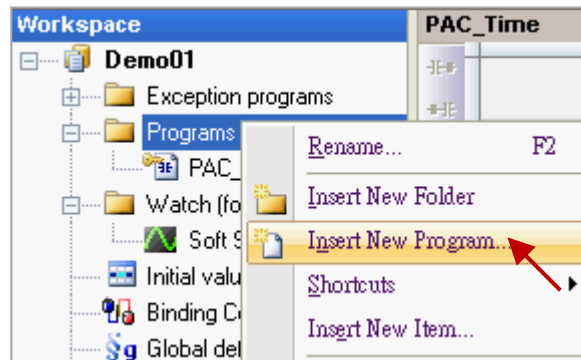 Workspace
PAC_Time
Demo01
Exception programs
Programs
Rename... F2
PAC_
Insert New Folder
Watch (fo
Soft S
Insert New Program...
Initial valu
Shortcuts
Binding C
Insert New Item...
Global def